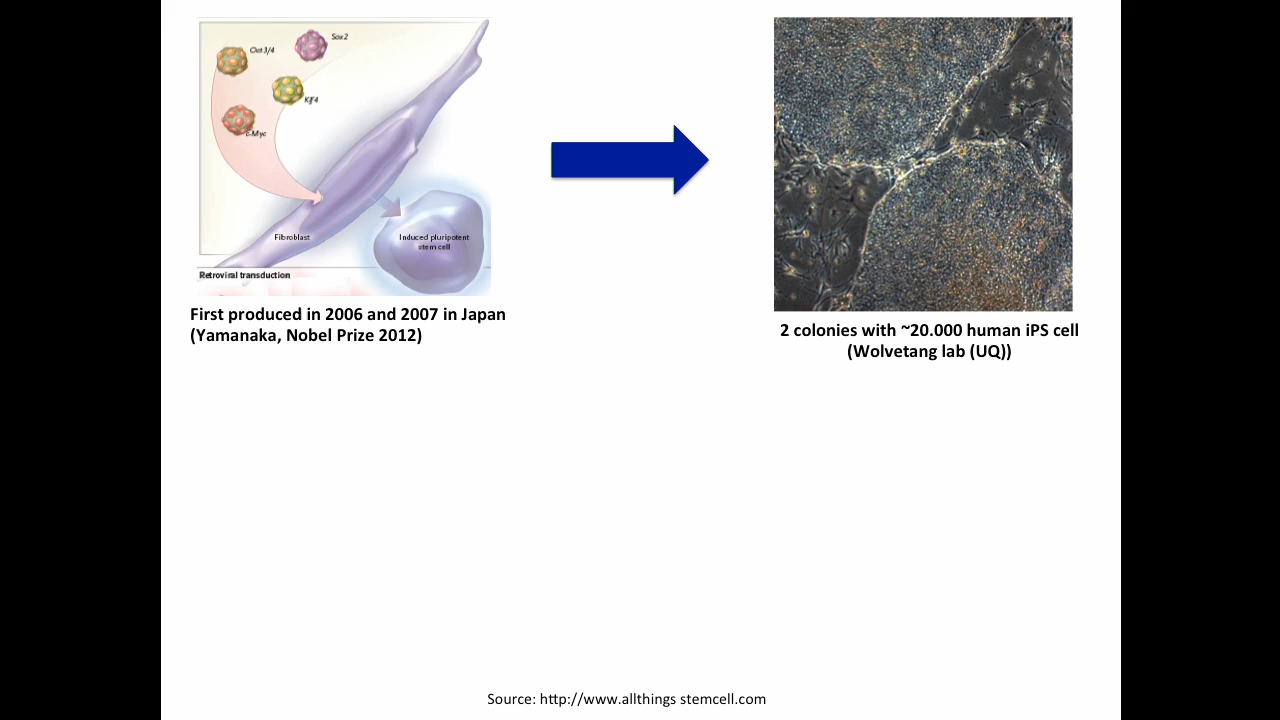 Oct3/4
Sox2
Klf4
c-Myc
Fibroblast
Induced pluripotent
stem cell
Retroviral transduction
First produced in 2006 and 2007 in Japan
(Yamanaka, Nobel Prize 2012)
2 colonies with ~20.000 human iPS cell
(Wolvetang lab (UQ))
Source: http://www.allthings stemcell.com